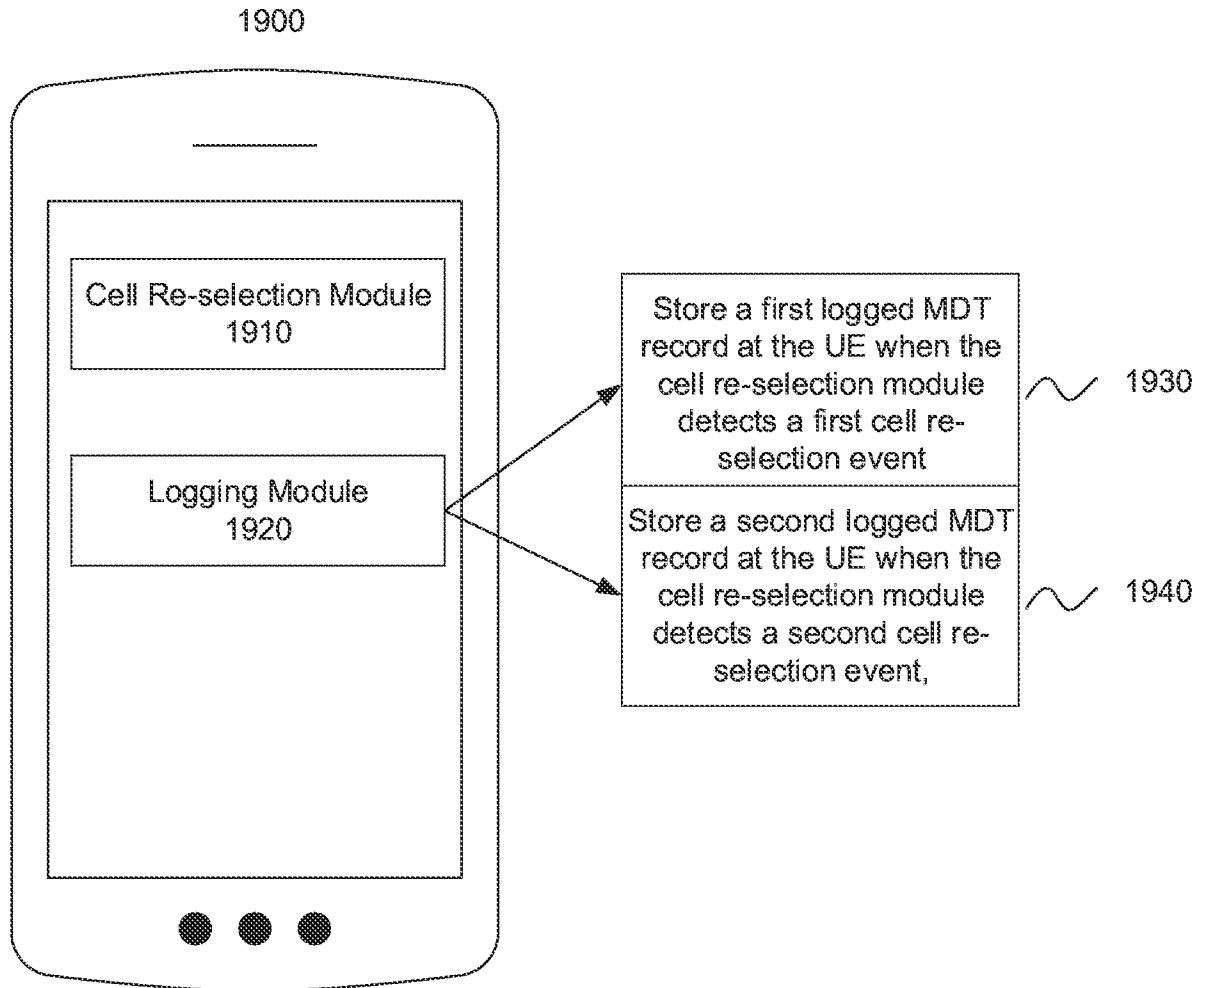 1900
Cell Re-selection Module
1910
Logging Module
1920
Store a first logged MDT
record at the UE when the
cell re-selection module
detects a first cell re-
selection event
1930
Store a second logged MDT
record at the UE when the
cell re-selection module
detects a second cell re-
selection event,
1940